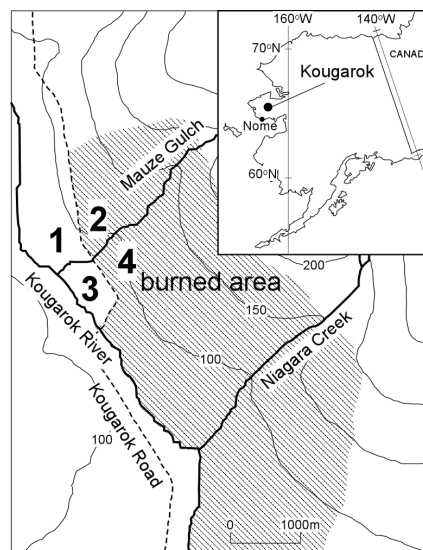 160°W
140°W
70°N
CANAD
Kougarok
Nome
60°N
Mauze Gulch
1
2
3
4
burned area
200
150
100
Kougarok River
Niagara Creek
Kougarok Road
100
0
1000m